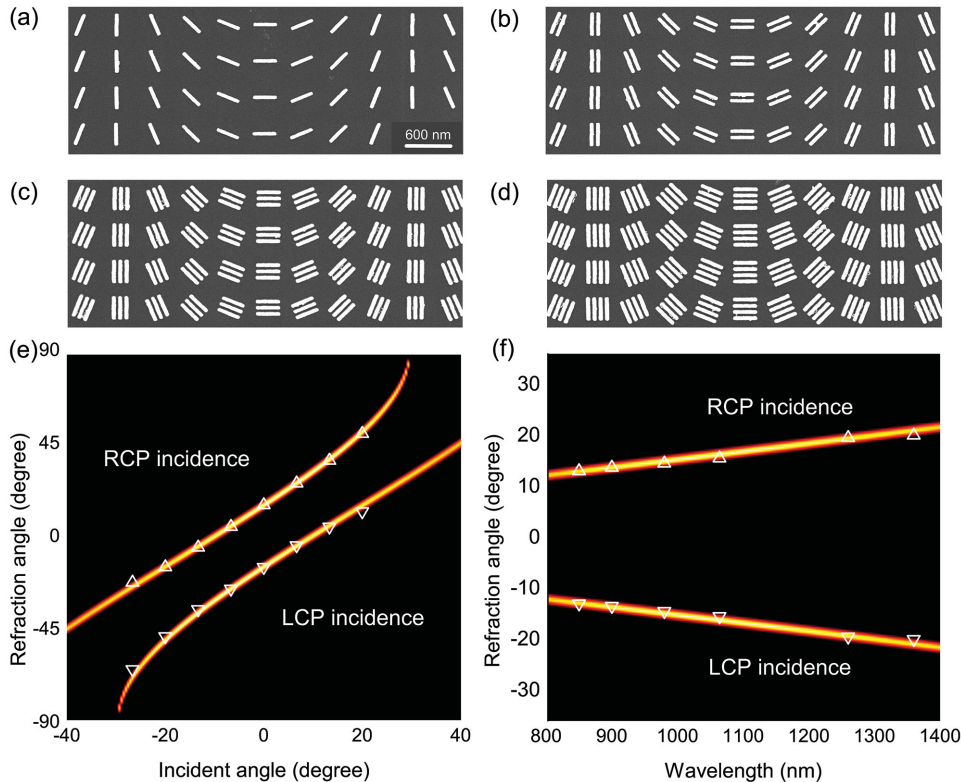 (a)
(b)
600 nm
(c)
(d)
(e)
90
45
0
-45
-90
Refraction angle (degree)
RCP incidence
LCP incidence
-40
-20
0
20
40
Incident angle (degree)
(f)
30
20
10
0
-10
-20
-30
Refraction angle (degree)
RCP incidence
LCP incidence
800
900
1000
1100
1200
1300
1400
Wavelength (nm)